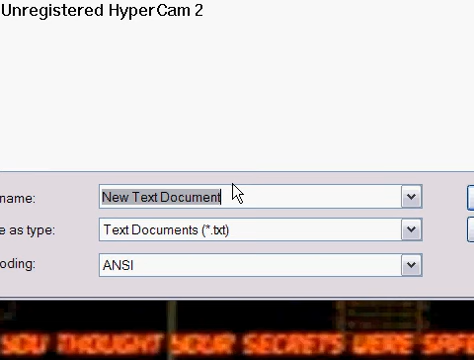 Unregistered HyperCam 2
name: New Text Document
e as type: Text Documents (*.txt)
oding: ANSI
YOU THOUGHT YOUR SECRETS WERE SAFE